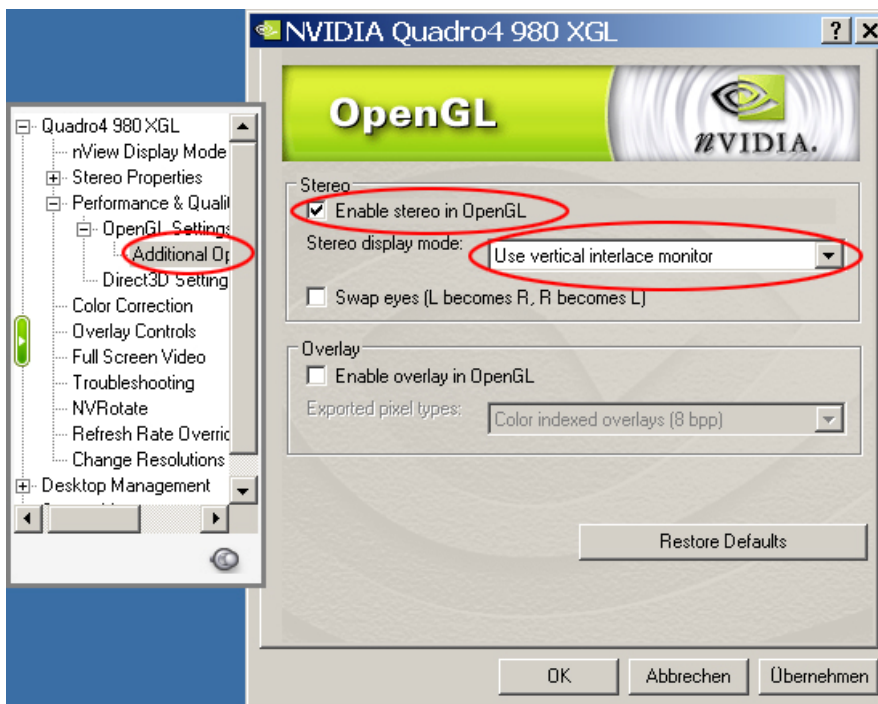 NVIDIA Quadro4 980 XGL
OpenGL
nVIDIA.
Quadro4 980 XGL
nView Display Mode
Stereo Properties
Performance & Qualit
OpenGL Settings
Additional Op
Direct3D Setting
Color Correction
Overlay Controls
Full Screen Video
Troubleshooting
NVRotate
Refresh Rate Overric
Change Resolutions
Desktop Management
Stereo
Enable stereo in OpenGL
Stereo display mode:
Use vertical interlace monitor
Swap eyes (L becomes R, R becomes L)
Overlay
Enable overlay in OpenGL
Exported pixel types:
Color indexed overlays (8 bpp)
Restore Defaults
OK
Abbrechen
Übernehmen